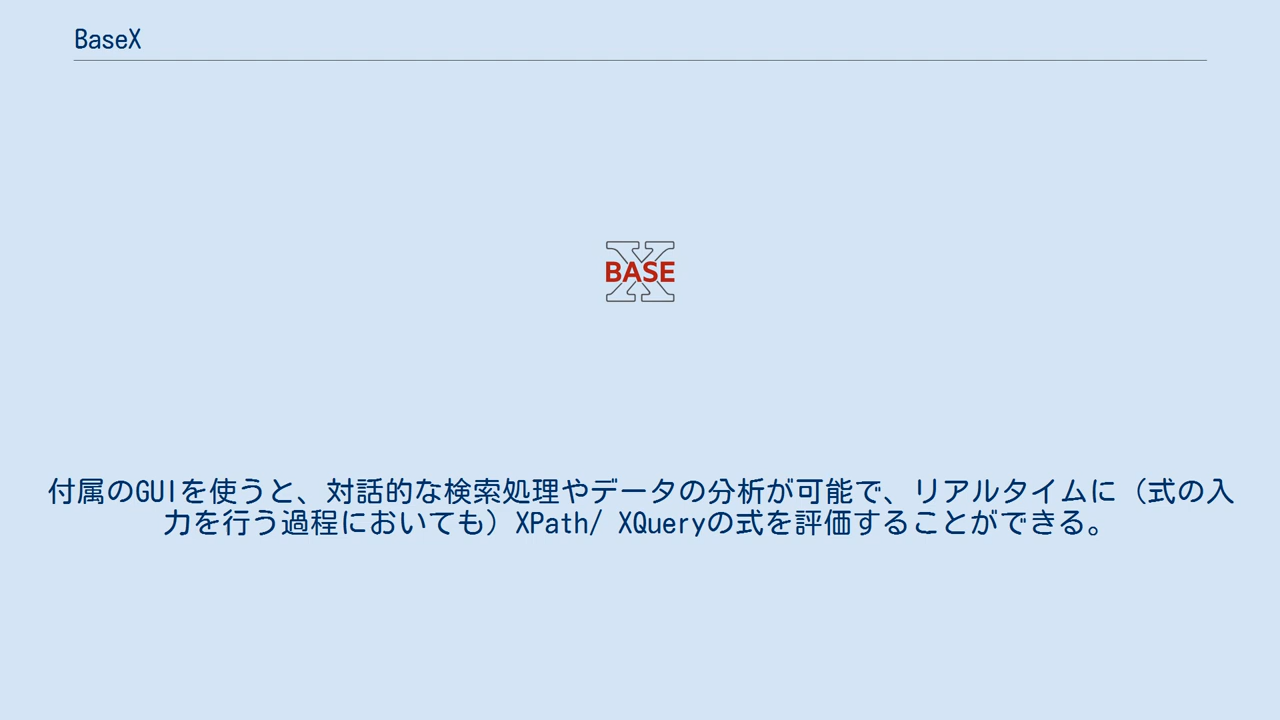 BaseX
BASE
X
付属のGUIを使うと、対話的な検索処理やデータの分析が可能で、リアルタイムに（式の入
力を行う過程においても）XPath/ XQueryの式を評価することができる。